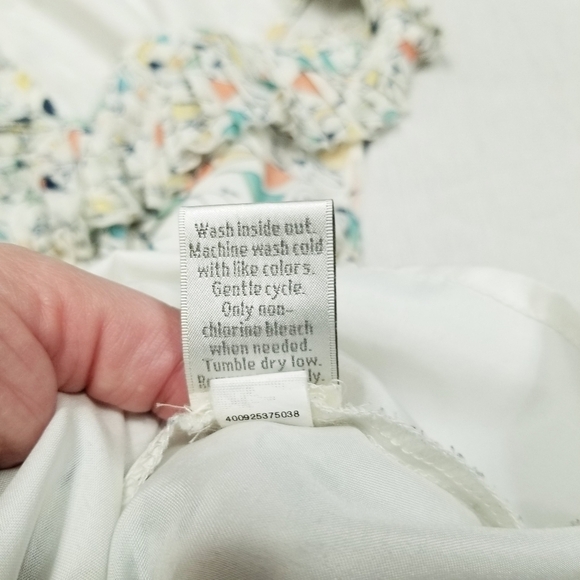 Wash inside out.
Machine wash cold
with like colors.
Gentle cycle.
Only non-
chlorine bleach
when needed.
Tumble dry low.
400925375038